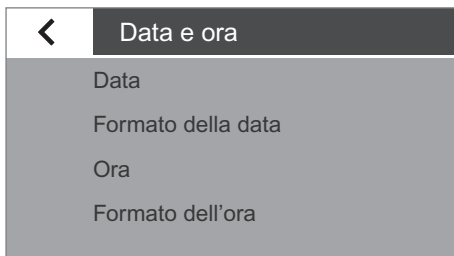 Data e ora
Data
Formato della data
Ora
Formato dell’ora